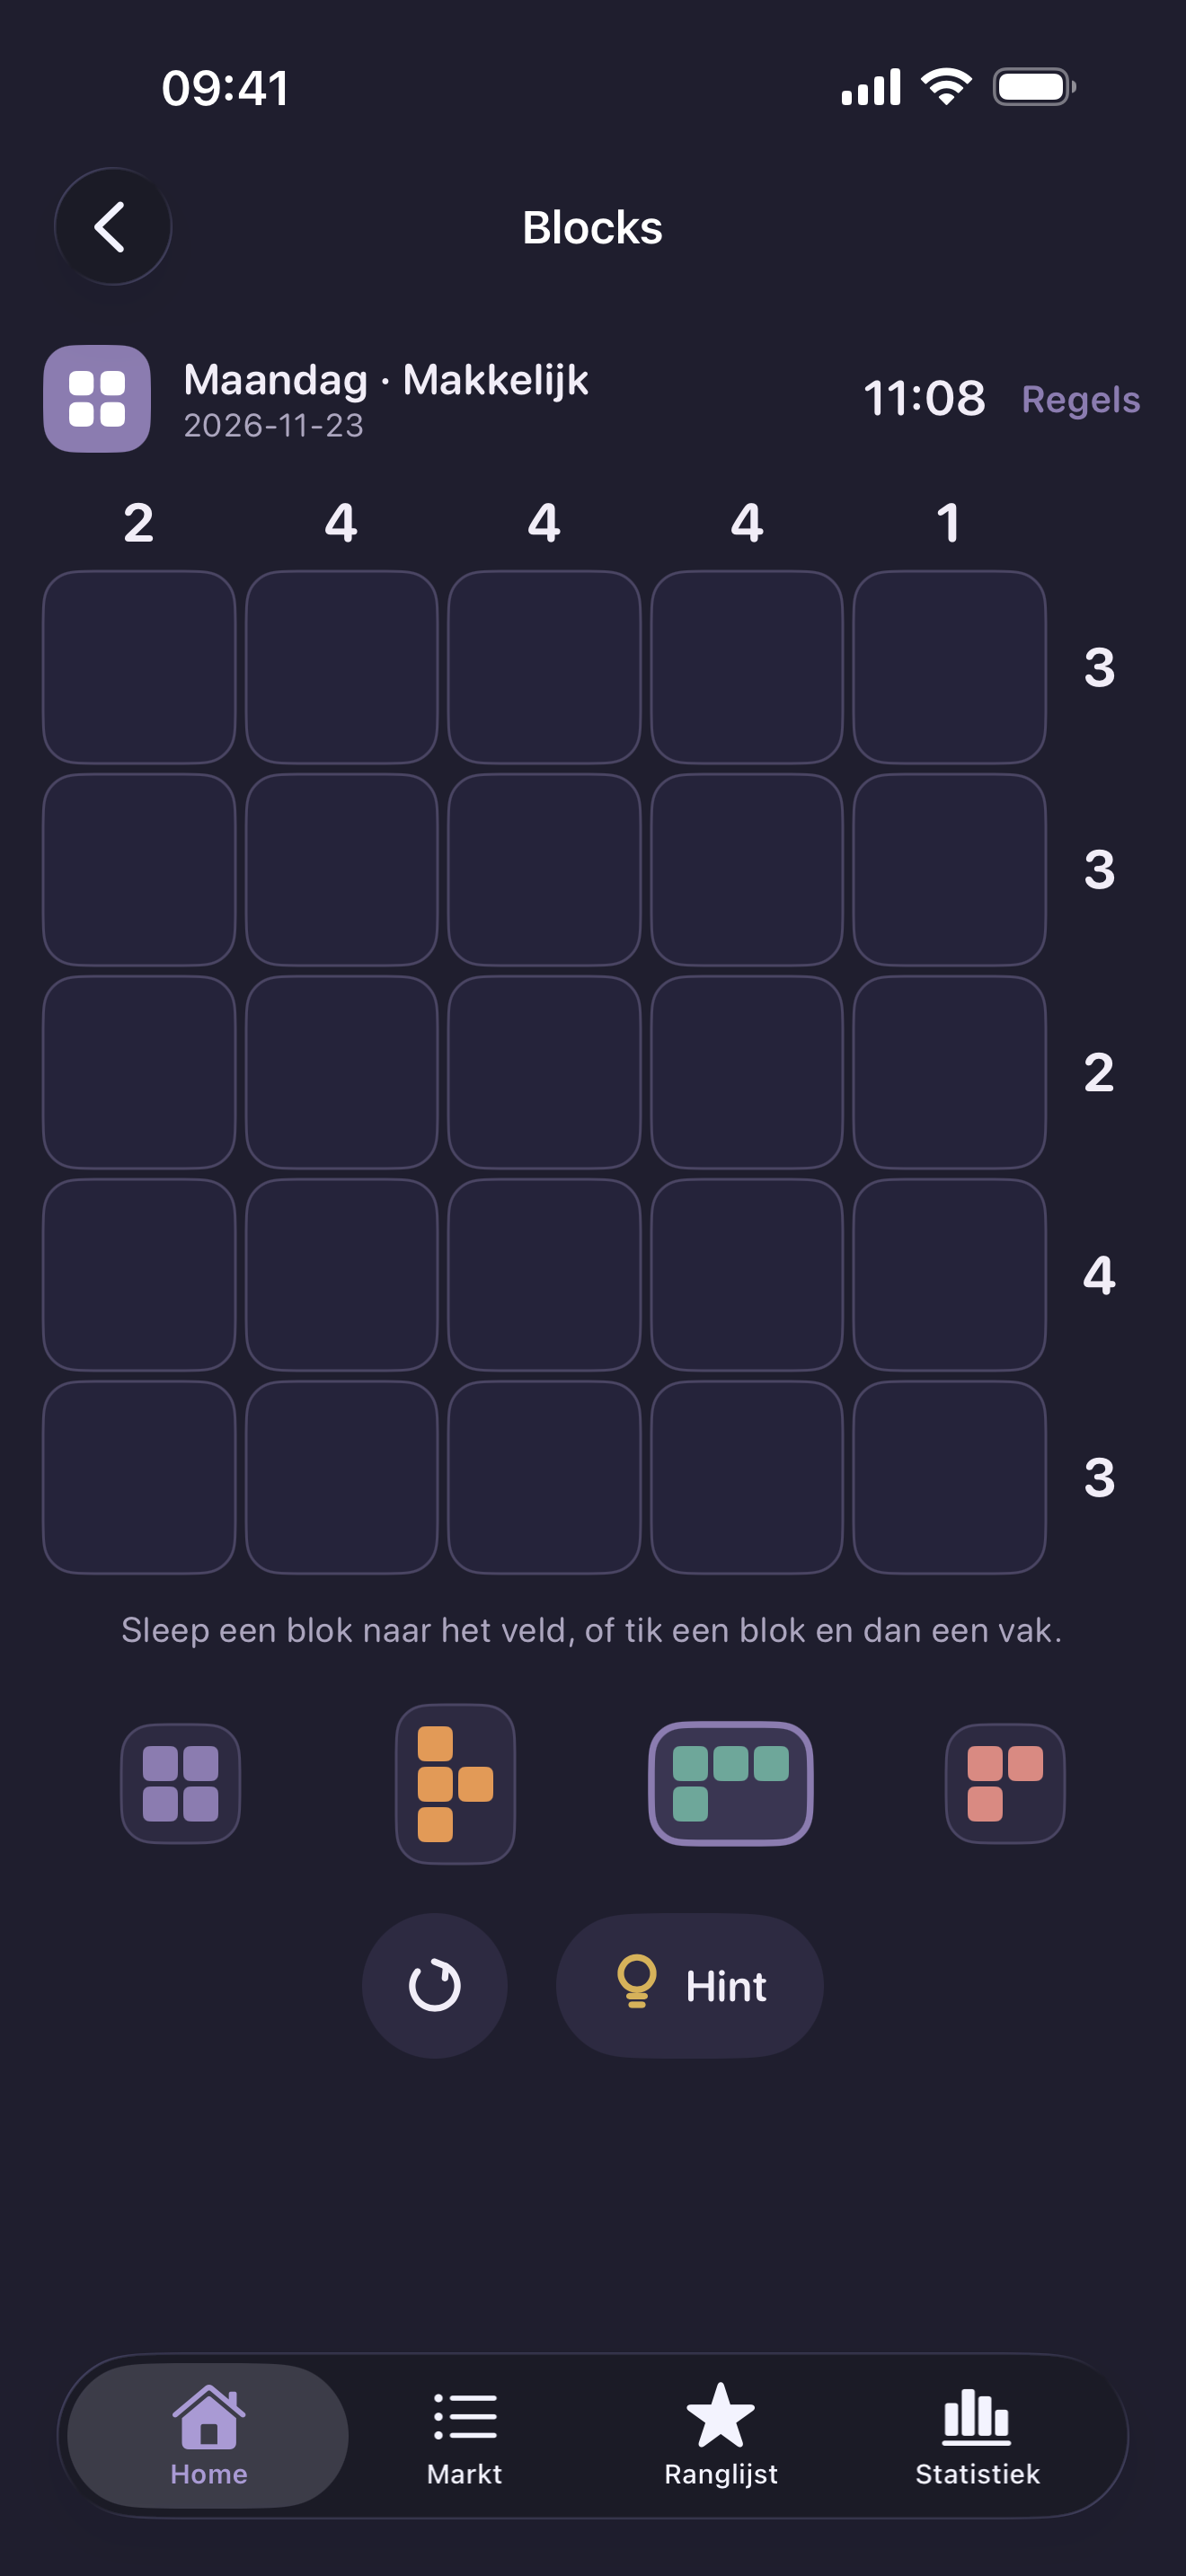 09:41
Blocks
Maandag · Makkelijk
2026-11-23
11:08 Regels
2 4 4 4 1
3
3
2
4
3
Sleep een blok naar het veld, of tik een blok en dan een vak.
Hint
Home Markt Ranglijst Statistiek